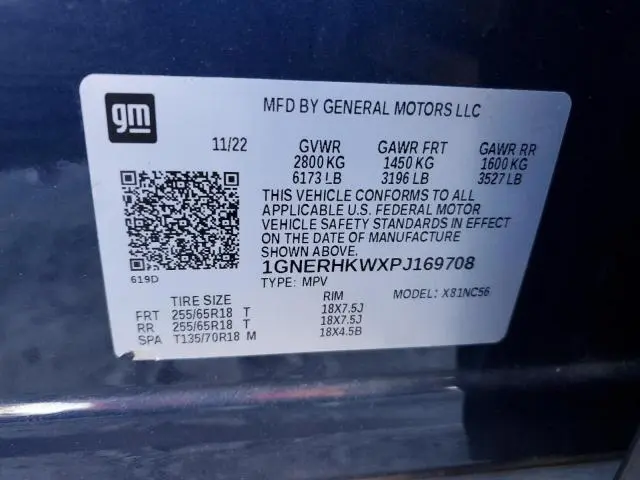 gm
MFD BY GENERAL MOTORS LLC
11/22 GVWR GAWR FRT GAWR RR
2800 KG 1450 KG 1600 KG
6173 LB 3196 LB 3527 LB
THIS VEHICLE CONFORMS TO ALL
APPLICABLE U.S. FEDERAL MOTOR
VEHICLE SAFETY STANDARDS IN EFFECT
ON THE DATE OF MANUFACTURE
SHOWN ABOVE.
1GNERHKWXPJ169708
619D
TYPE: MPV MODEL: X81NC56
TIRE SIZE RIM
FRT 255/65R18 T 18X7.5J
RR 255/65R18 T 18X7.5J
SPA T135/70R18 M 18X4.5B